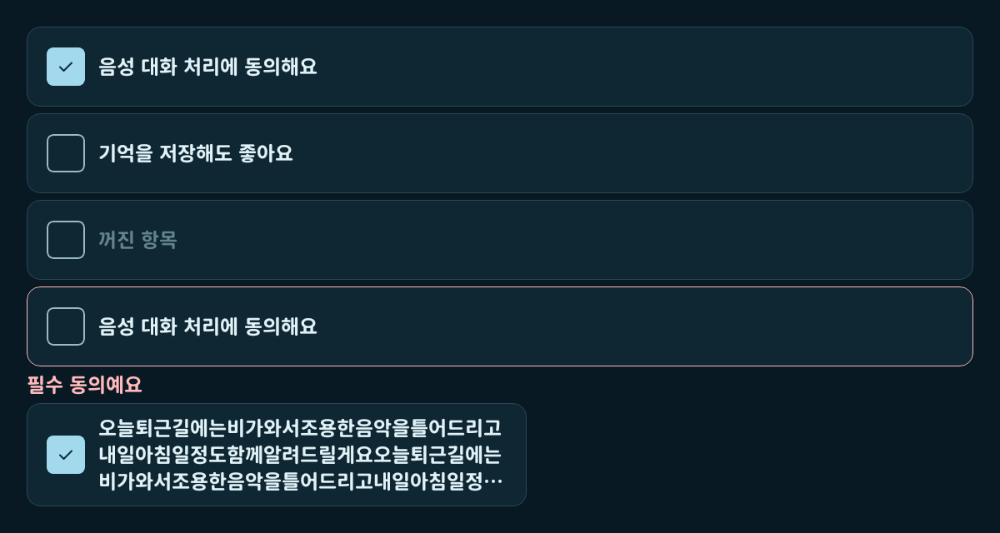 음성 대화 처리에 동의해요
기억을 저장해도 좋아요
꺼진 항목
음성 대화 처리에 동의해요
필수 동의예요
오늘퇴근길에는비가와서조용한음악을틀어드리고
내일아침일정도함께알려드릴게요오늘퇴근길에는
비가와서조용한음악을틀어드리고내일아침일정…